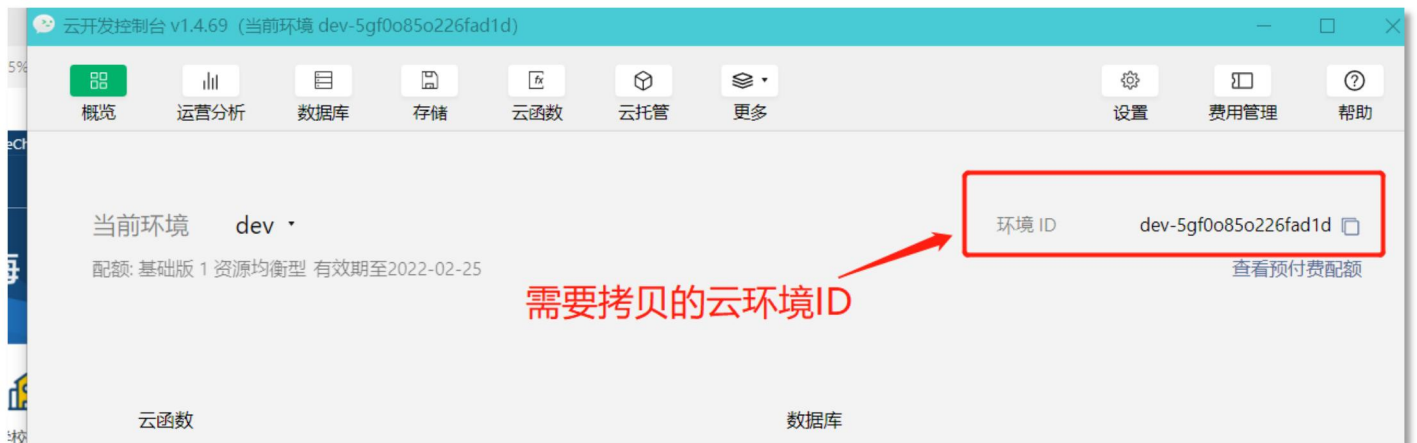 云开发控制台 v1.4.69 (当前环境 dev-5gf0o85o226fad1d)
5%
概览 运营分析 数据库 存储 云函数 云托管 更多 设置 费用管理 帮助
当前环境 dev 环境 ID dev-5gf0o85o226fad1d
配额: 基础版 1 资源均衡型 有效期至2022-02-25 查看预付费配额
需要拷贝的云环境ID
云函数 数据库